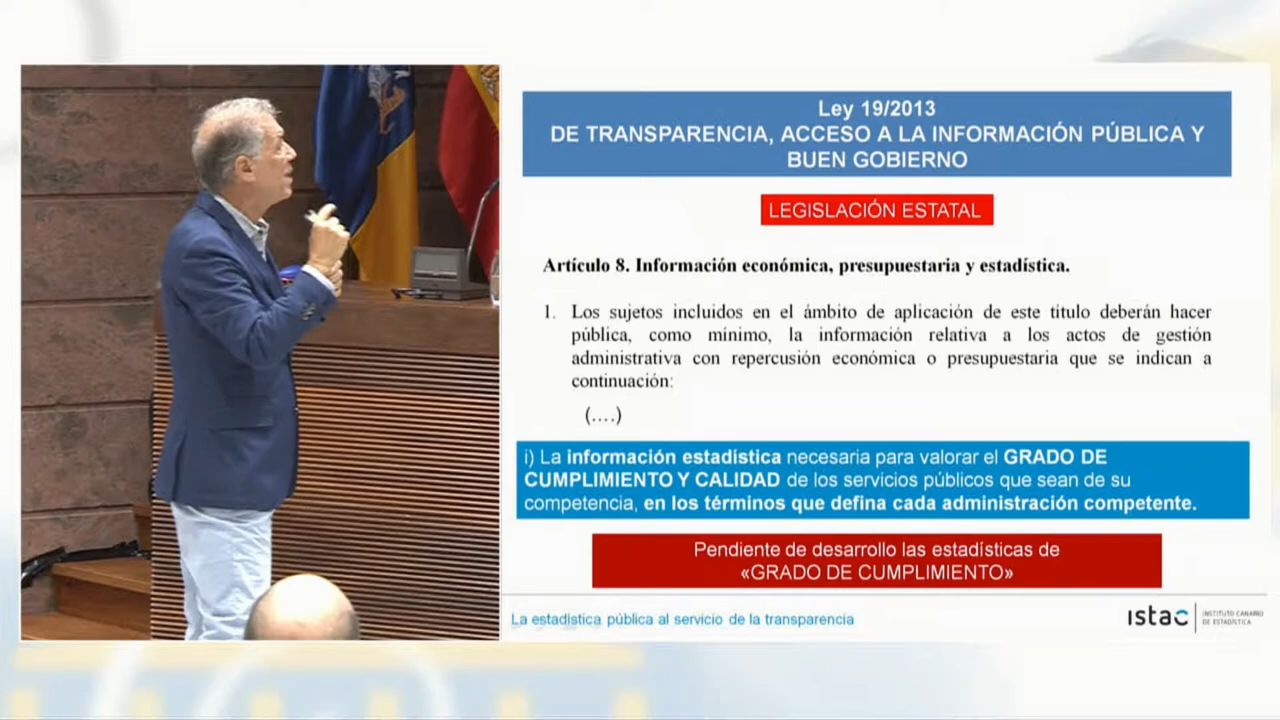 Ley 19/2013
DE TRANSPARENCIA, ACCESO A LA INFORMACIÓN PÚBLICA Y
BUEN GOBIERNO
LEGISLACIÓN ESTATAL
Artículo 8. Información económica, presupuestaria y estadística.
1. Los sujetos incluidos en el ámbito de aplicación de este título deberán hacer
pública, como mínimo, la información relativa a los actos de gestión
administrativa con repercusión económica o presupuestaria que se indican a
continuación:
(....)
i) La información estadística necesaria para valorar el GRADO DE
CUMPLIMIENTO Y CALIDAD de los servicios públicos que sean de su
competencia, en los términos que defina cada administración competente.
Pendiente de desarrollo las estadísticas de
«GRADO DE CUMPLIMIENTO»
La estadística pública al servicio de la transparencia
istac
INSTITUTO CANARIO
DE ESTADÍSTICA